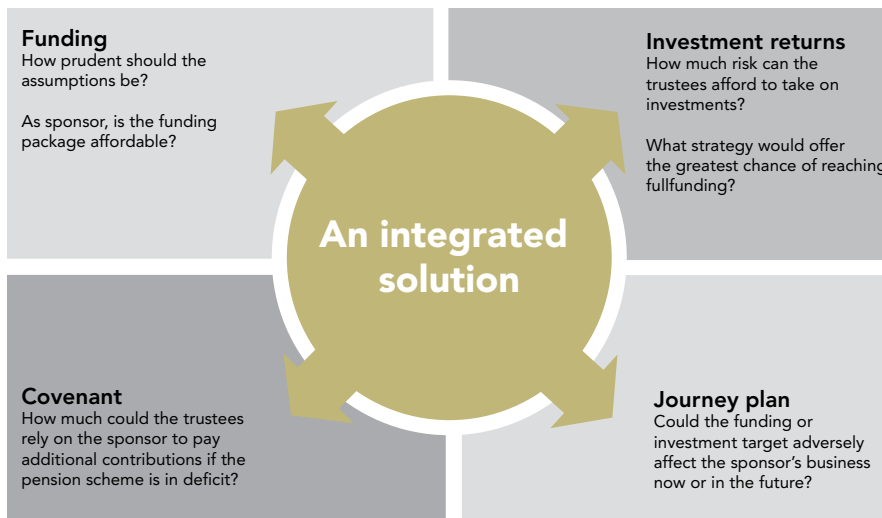 Funding
How prudent should the
assumptions be?
As sponsor, is the funding
package affordable?
Investment returns
How much risk can the
trustees afford to take on
investments?
What strategy would offer
the greatest chance of reaching
fullfunding?
An integrated
solution
Covenant
How much could the trustees
rely on the sponsor to pay
additional contributions if the
pension scheme is in deficit?
Journey plan
Could the funding or
investment target adversely
affect the sponsor's business
now or in the future?